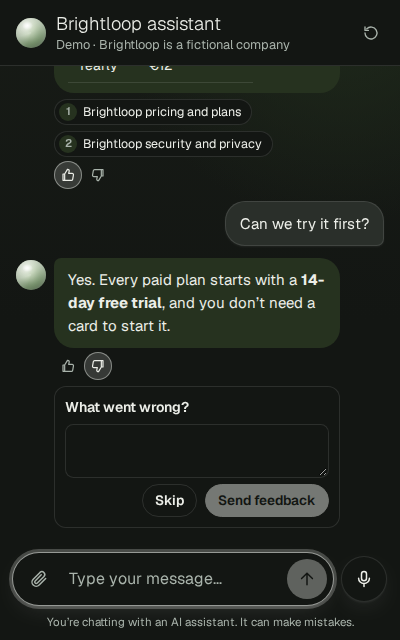 Brightloop assistant
Demo · Brightloop is a fictional company
Yearly €12
1 Brightloop pricing and plans
2 Brightloop security and privacy
Can we try it first?
Yes. Every paid plan starts with a 14-
day free trial, and you don’t need a
card to start it.
What went wrong?
Skip Send feedback
Type your message...
You’re chatting with an AI assistant. It can make mistakes.